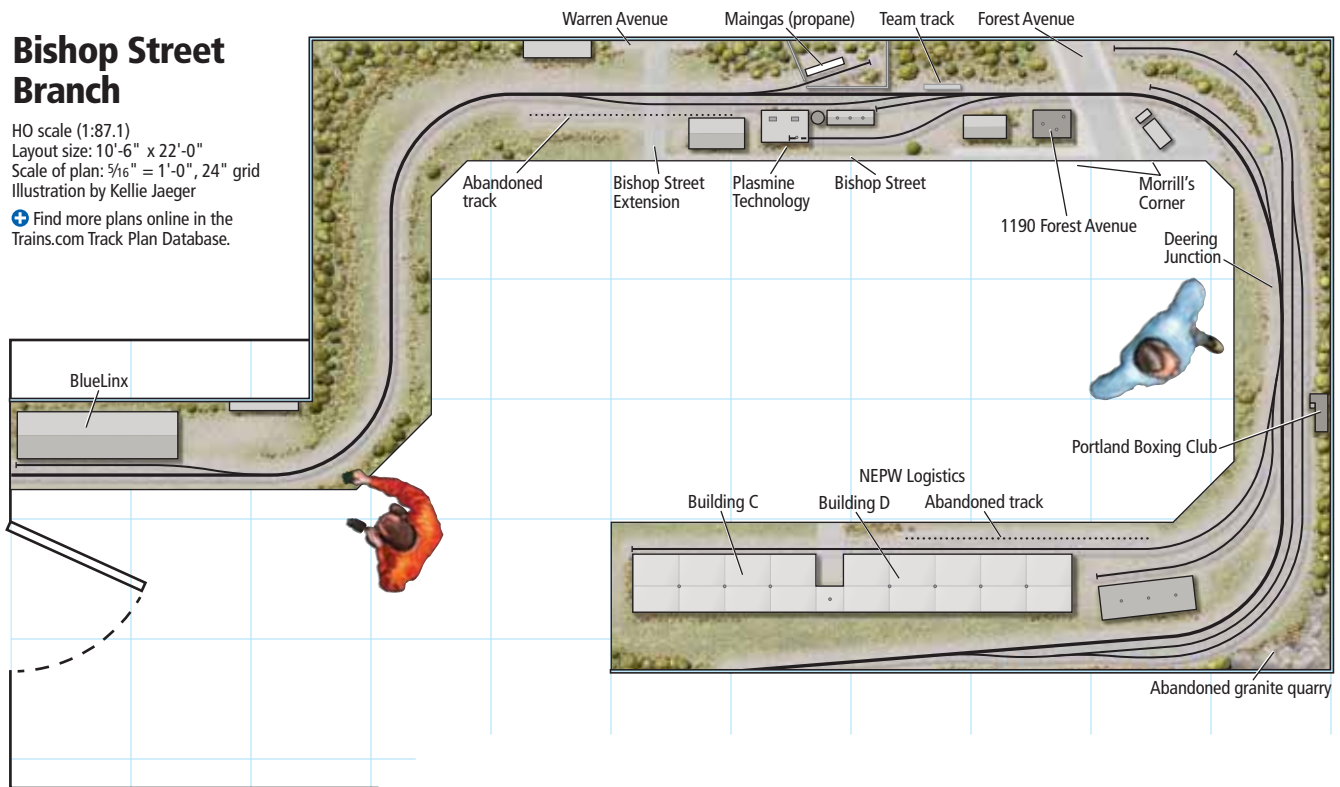 Bishop Street
Branch
HO scale (1:87.1)
Layout size: 10'-6" x 22'-0"
Scale of plan: 5/16" = 1'-0", 24" grid
Illustration by Kellie Jaeger
Find more plans online in the
Trains.com Track Plan Database.
Warren Avenue
Maingas (propane)
Team track
Forest Avenue
Abandoned
track
Bishop Street
Extension
Plasmine
Technology
Bishop Street
1190 Forest Avenue
Morrill's
Corner
Deering
Junction
BlueLinx
Portland Boxing Club
NEPW Logistics
Building C
Building D
Abandoned track
Abandoned granite quarry